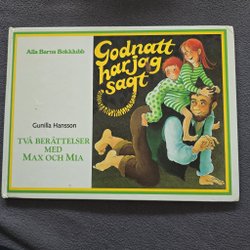 Alla Barns Bokklubb
Godnatt
har jag
sagt
Gunilla Hansson
TVÅ BERÄTTELSER
MED
MAX OCH MIA